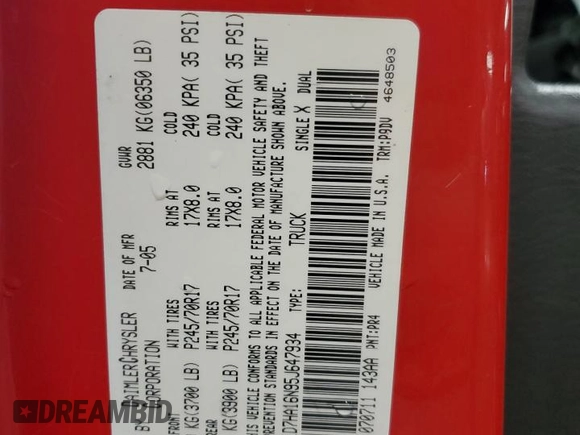 DAIMLERCHRYSLER
CORPORATION
DATE OF MFR
7-05
GVWR
2881 KG(06350 LB)
FRONT
WITH TIRES
RIMS AT
COLD
KG(3700 LB) P245/70R17
17X8.0
240 KPA( 35 PSI)
REAR
WITH TIRES
RIMS AT
COLD
KG(3900 LB) P245/70R17
17X8.0
240 KPA( 35 PSI)
THIS VEHICLE CONFORMS TO ALL APPLICABLE FEDERAL MOTOR VEHICLE SAFETY AND THEFT
STANDARDS IN EFFECT ON THE DATE OF MANUFACTURE SHOWN ABOVE.
D7HA16N95J647934
TYPE:
TRUCK
SINGLE X DUAL
070711 143AA
PNT:PR4
TRM:P9DV
4648503
VEHICLE MADE IN U.S.A.
DREAMBID